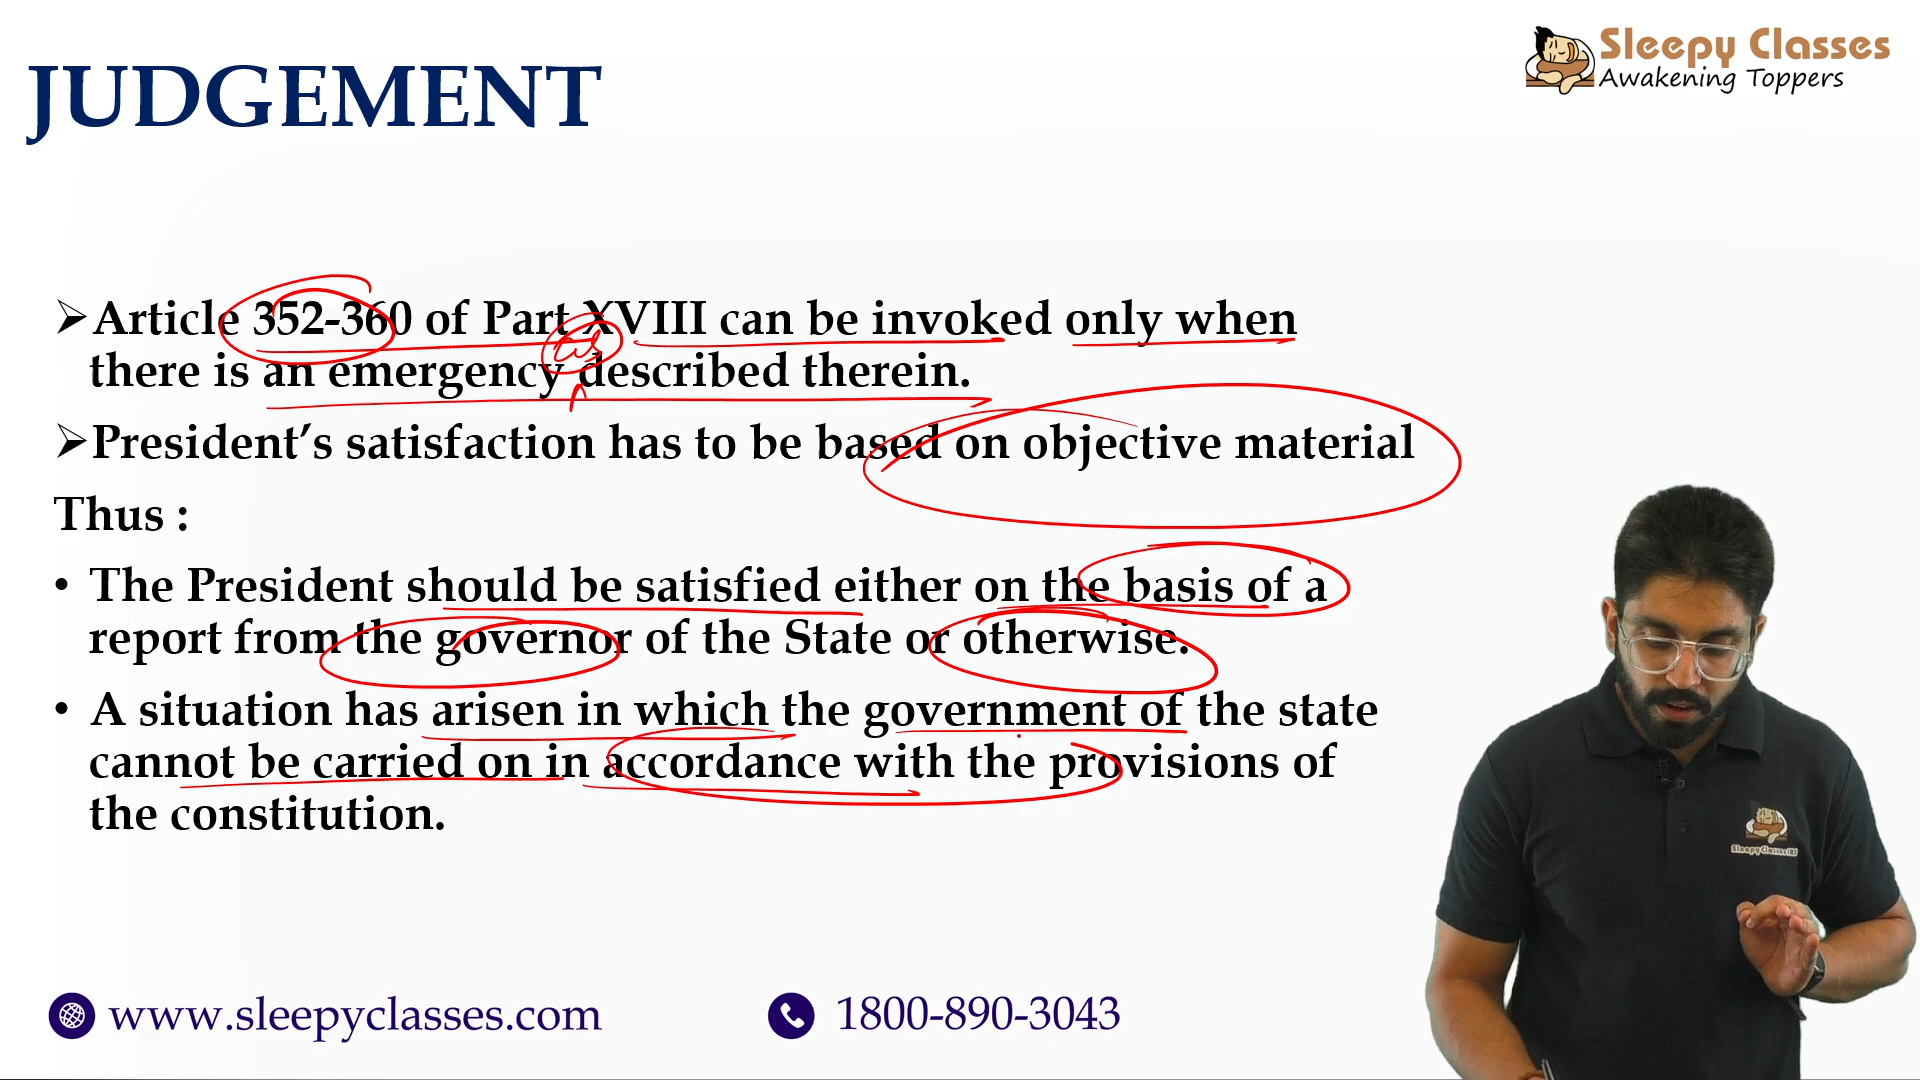 JUDGEMENT
Sleepy Classes
Awakening Toppers
➢Article 352-360 of Part XVIII can be invoked only when
there is an emergency as described therein.
➢President’s satisfaction has to be based on objective material
Thus :
• The President should be satisfied either on the basis of a
report from the governor of the State or otherwise.
• A situation has arisen in which the government of the state
cannot be carried on in accordance with the provisions of
the constitution.
www.sleepyclasses.com
1800-890-3043